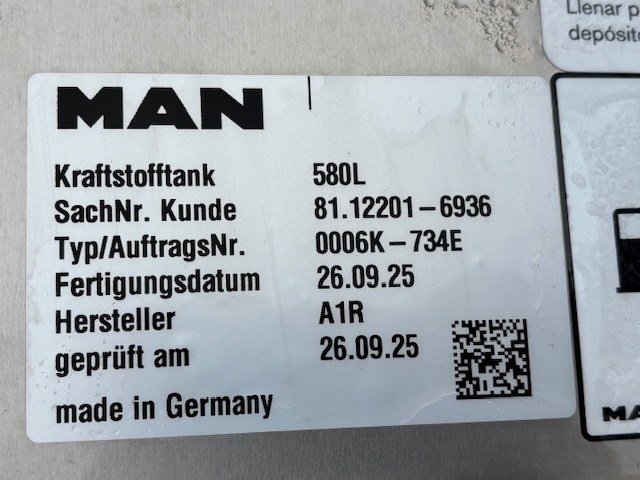 Llenar p
depósito
MAN
Kraftstofftank 580L
SachNr. Kunde 81.12201-6936
Typ/AuftragsNr. 0006K-734E
Fertigungsdatum 26.09.25
Hersteller A1R
geprüft am 26.09.25
made in Germany
MA